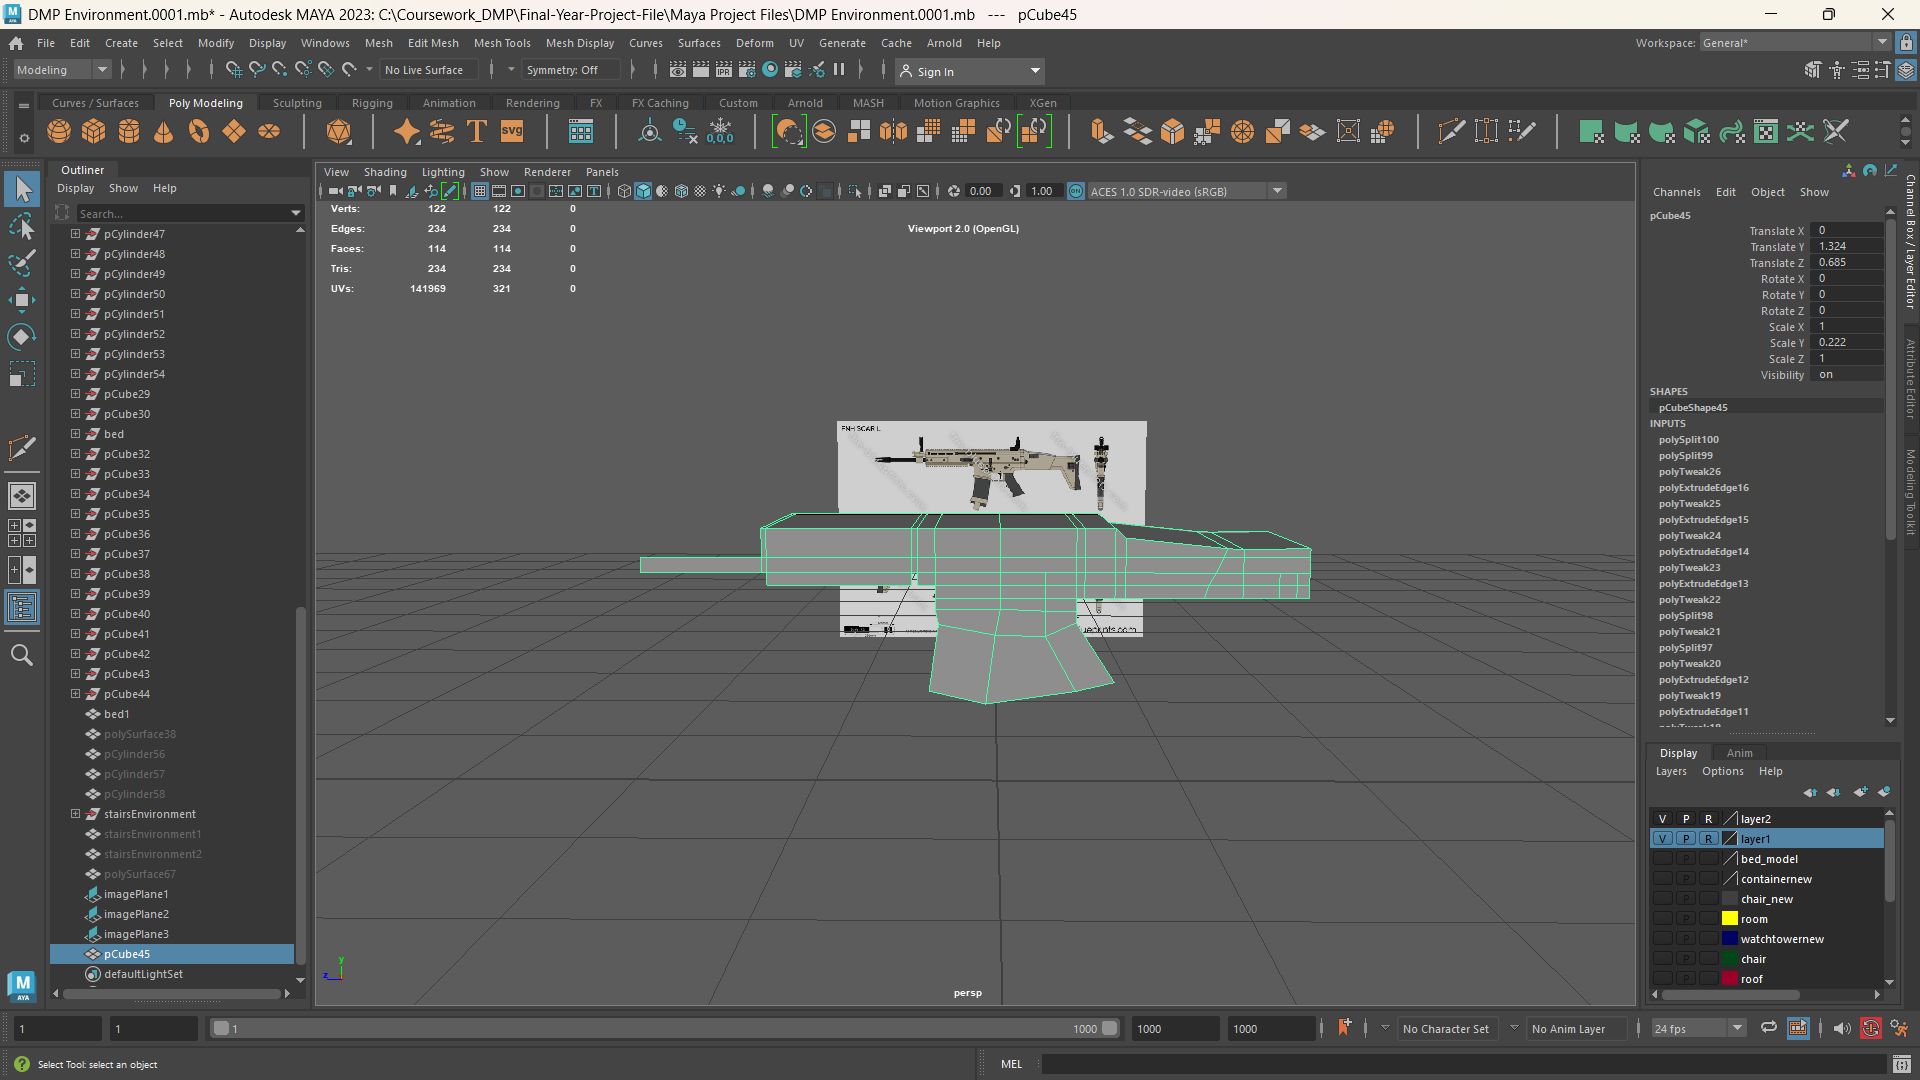 DMP Environment.0001.mb* - Autodesk MAYA 2023: C:\Coursework_DMP\Final-Year-Project-File\Maya Project Files\DMP Environment.0001.mb --- pCube45
File Edit Create Select Modify Display Windows Mesh Edit Mesh Mesh Tools Mesh Display Curves Surfaces Deform UV Generate Cache Arnold Help
Workspace: General*
Modeling
No Live Surface
Symmetry: Off
IPR
Sign In
Curves / Surfaces Poly Modeling Sculpting Rigging Animation Rendering FX FX Caching Custom Arnold MASH Motion Graphics XGen
svg
Outliner
Display Show Help
Search...
pCylinder47
pCylinder48
pCylinder49
pCylinder50
pCylinder51
pCylinder52
pCylinder53
pCylinder54
pCube29
pCube30
bed
pCube32
pCube33
pCube34
pCube35
pCube36
pCube37
pCube38
pCube39
pCube40
pCube41
pCube42
pCube43
pCube44
bed1
polySurface38
pCylinder56
pCylinder57
pCylinder58
stairsEnvironment
stairsEnvironment1
stairsEnvironment2
polySurface67
imagePlane1
imagePlane2
imagePlane3
pCube45
defaultLightSet
View Shading Lighting Show Renderer Panels
0.00
1.00
ACES 1.0 SDR-video (sRGB)
Verts: 122 122 0
Edges: 234 234 0
Faces: 114 114 0
Tris: 234 234 0
UVs: 141969 321 0
Viewport 2.0 (OpenGL)
FNH SCAR L
y
z
persp
Channels Edit Object Show
pCube45
Translate X 0
Translate Y 1.324
Translate Z 0.685
Rotate X 0
Rotate Y 0
Rotate Z 0
Scale X 1
Scale Y 0.222
Scale Z 1
Visibility on
SHAPES
pCubeShape45
INPUTS
polySplit100
polySplit99
polyTweak26
polyExtrudeEdge16
polyTweak25
polyExtrudeEdge15
polyTweak24
polyExtrudeEdge14
polyTweak23
polyExtrudeEdge13
polyTweak22
polySplit98
polyTweak21
polySplit97
polyTweak20
polyExtrudeEdge12
polyTweak19
polyExtrudeEdge11
Channel Box / Layer Editor
Attribute Editor
Modeling Toolkit
Display Anim
Layers Options Help
V P R layer2
V P R layer1
P bed_model
P containernew
P chair_new
P room
P watchtowernew
P chair
P roof
M
AYA
1
1
1
1000
1000
1000
No Character Set
No Anim Layer
24 fps
Select Tool: select an object
MEL